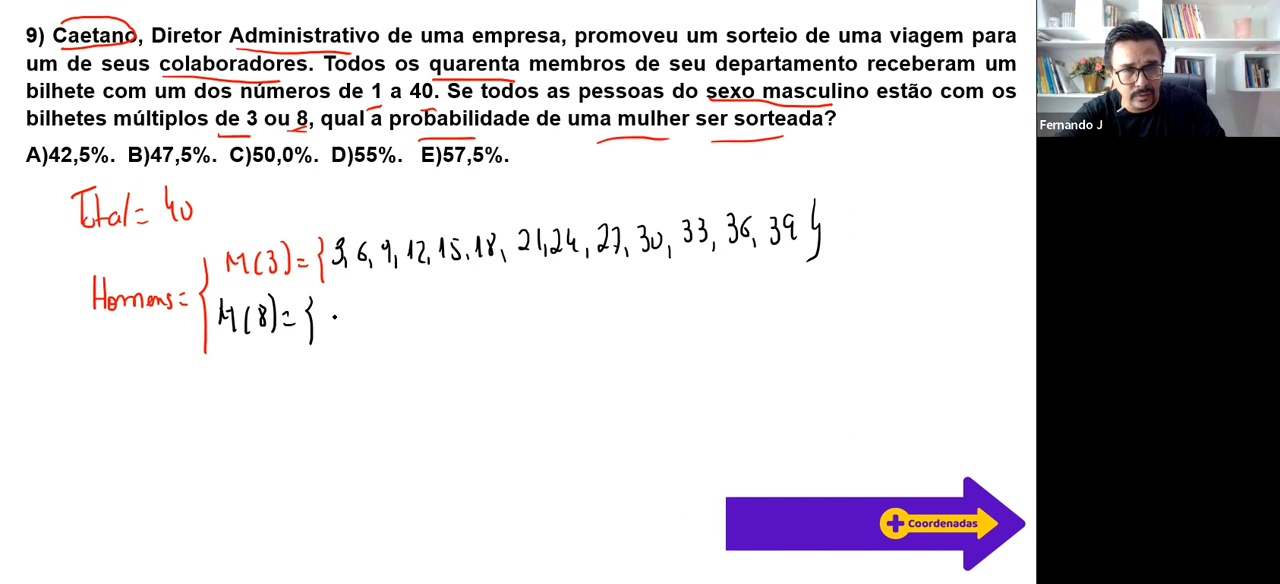 9) Caetano, Diretor Administrativo de uma empresa, promoveu um sorteio de uma viagem para
um de seus colaboradores. Todos os quarenta membros de seu departamento receberam um
bilhete com um dos números de 1 a 40. Se todos as pessoas do sexo masculino estão com os
bilhetes múltiplos de 3 ou 8, qual a probabilidade de uma mulher ser sorteada?
A)42,5%. B)47,5%. C)50,0%. D)55%. E)57,5%.
Fernando J
Total = 40
M(3) = { 3, 6, 9, 12, 15, 18, 21, 24, 27, 30, 33, 36, 39 }
Homens = {
M(8) = {
+ Coordenadas